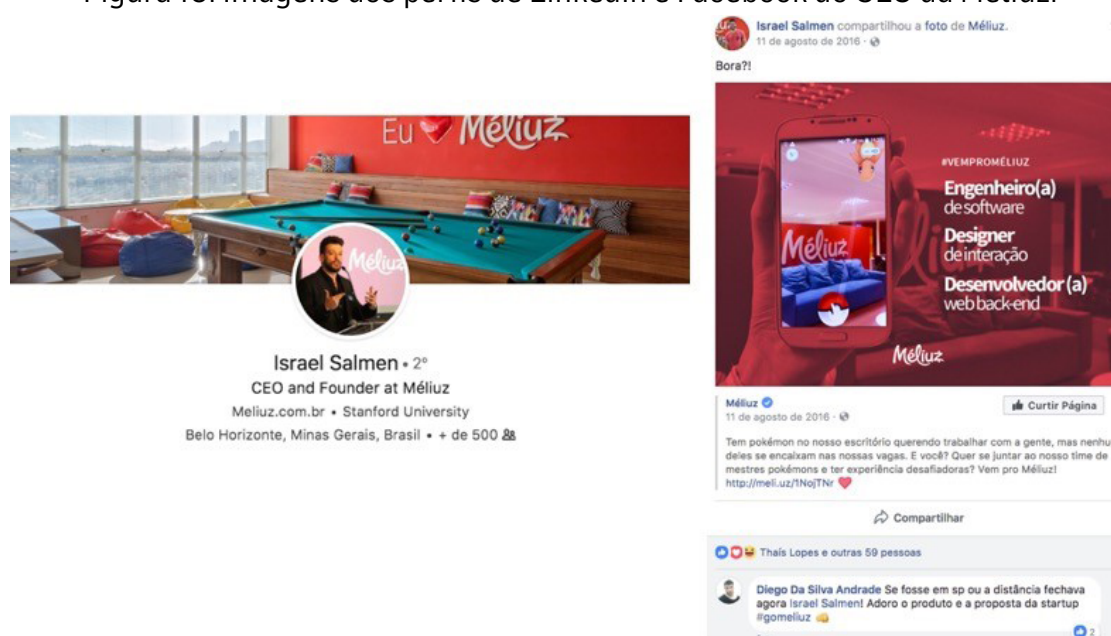 Figura 18: Imagens dos perfis do LinkedIn e Facebook do CEO da Méliuz.
Eu Méliuz
Méliuz
Israel Salmen • 2º
CEO and Founder at Méliuz
Meliuz.com.br • Stanford University
Belo Horizonte, Minas Gerais, Brasil • + de 500
Israel Salmen compartilhou a foto de Méliuz.
11 de agosto de 2016 ·
Bora?!
Méliuz
#VEMPROMÉLIUZ
Engenheiro(a)
de software
Designer
de interação
Desenvolvedor(a)
web back-end
Méliuz
Méliuz
11 de agosto de 2016 ·
Curtir Página
Tem pokémon no nosso escritório querendo trabalhar com a gente, mas nenhu
deles se encaixam nas nossas vagas. E você? Quer se juntar ao nosso time de
mestres pokémons e ter experiência desafiadoras? Vem pro Méliuz!
http://meli.uz/1NojTNr
Compartilhar
Thaís Lopes e outras 59 pessoas
Diego Da Silva Andrade Se fosse em sp ou a distância fechava
agora Israel Salmen! Adoro o produto e a proposta da startup
#gomeliuz
2